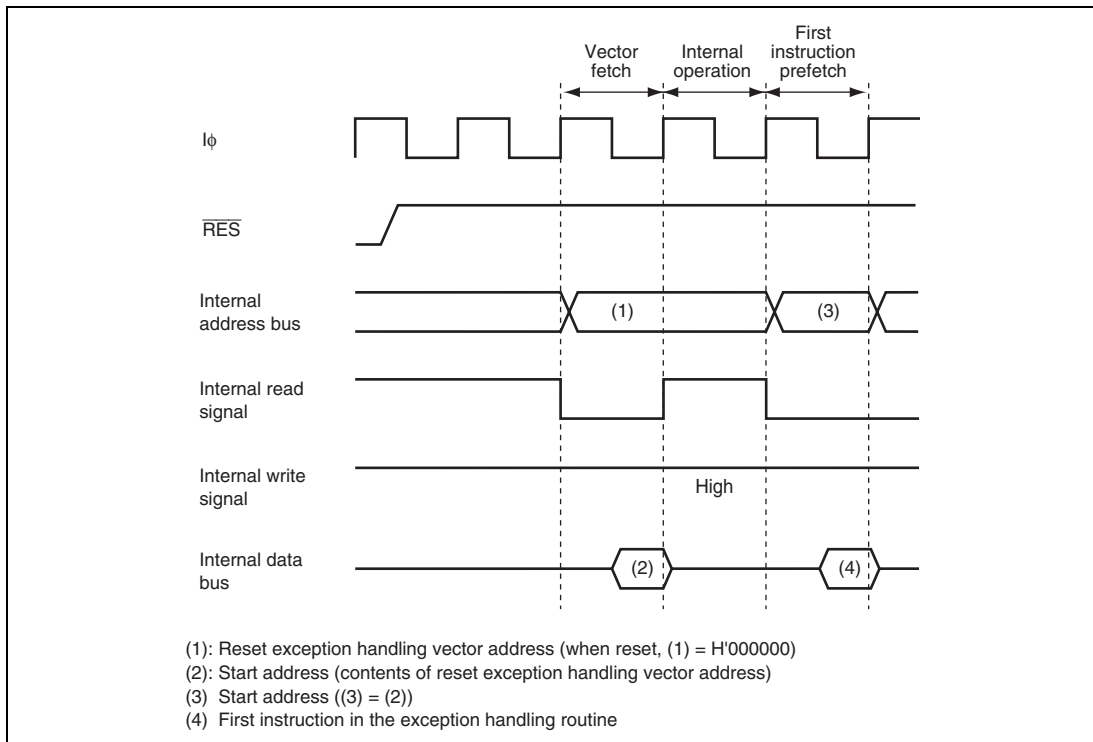 Vector
fetch
Internal
operation
First
instruction
prefetch
Iϕ
RES
Internal
address bus
(1)
(3)
Internal read
signal
Internal write
signal
High
Internal data
bus
(2)
(4)
(1): Reset exception handling vector address (when reset, (1) = H'000000)
(2): Start address (contents of reset exception handling vector address)
(3) Start address ((3) = (2))
(4) First instruction in the exception handling routine